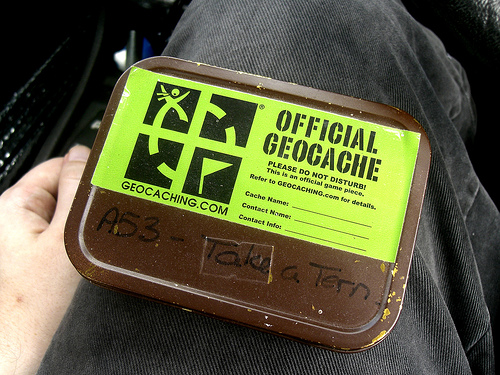 OFFICIAL
GEOCACHE
PLEASE DO NOT DISTURB!
This is an official game piece.
Refer to GEOCACHING.com for details.
GEOCACHING.COM
Cache Name:
Contact Name:
Contact Info:
A53 - Take a Tern